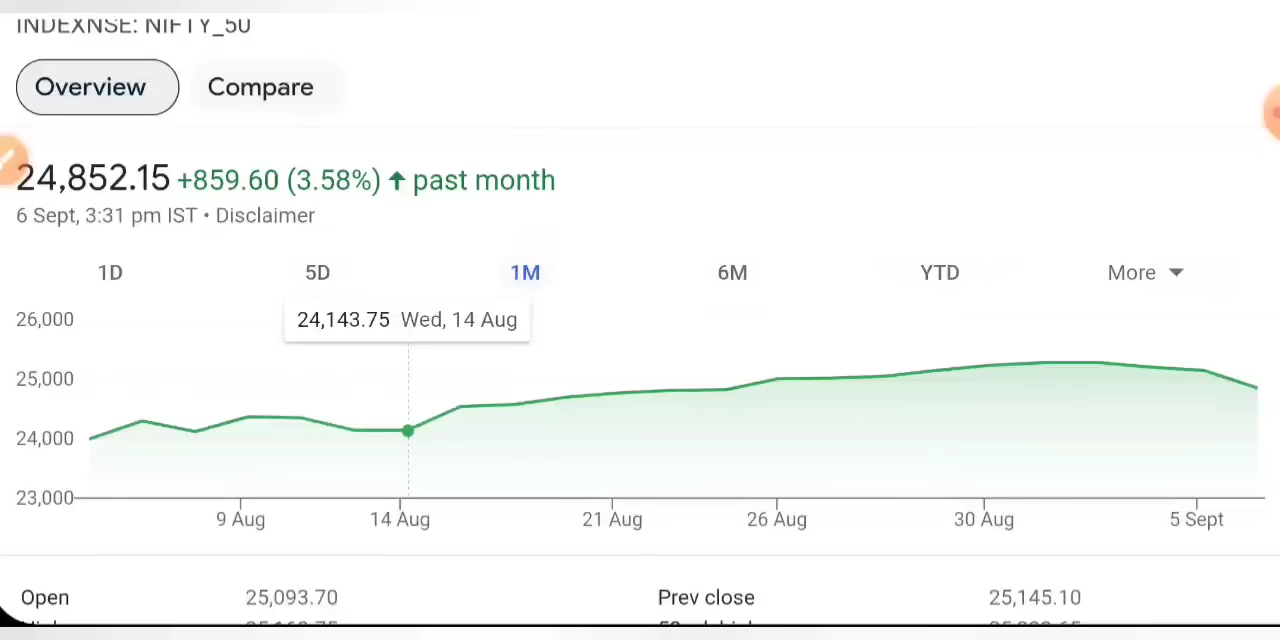 INDEXNSE: NIFTY_50
Overview
Compare
24,852.15 +859.60 (3.58%) ↑ past month
6 Sept, 3:31 pm IST • Disclaimer
1D 5D 1M 6M YTD More
24,143.75 Wed, 14 Aug
26,000
25,000
24,000
23,000
9 Aug 14 Aug 21 Aug 26 Aug 30 Aug 5 Sept
Open 25,093.70 Prev close 25,145.10